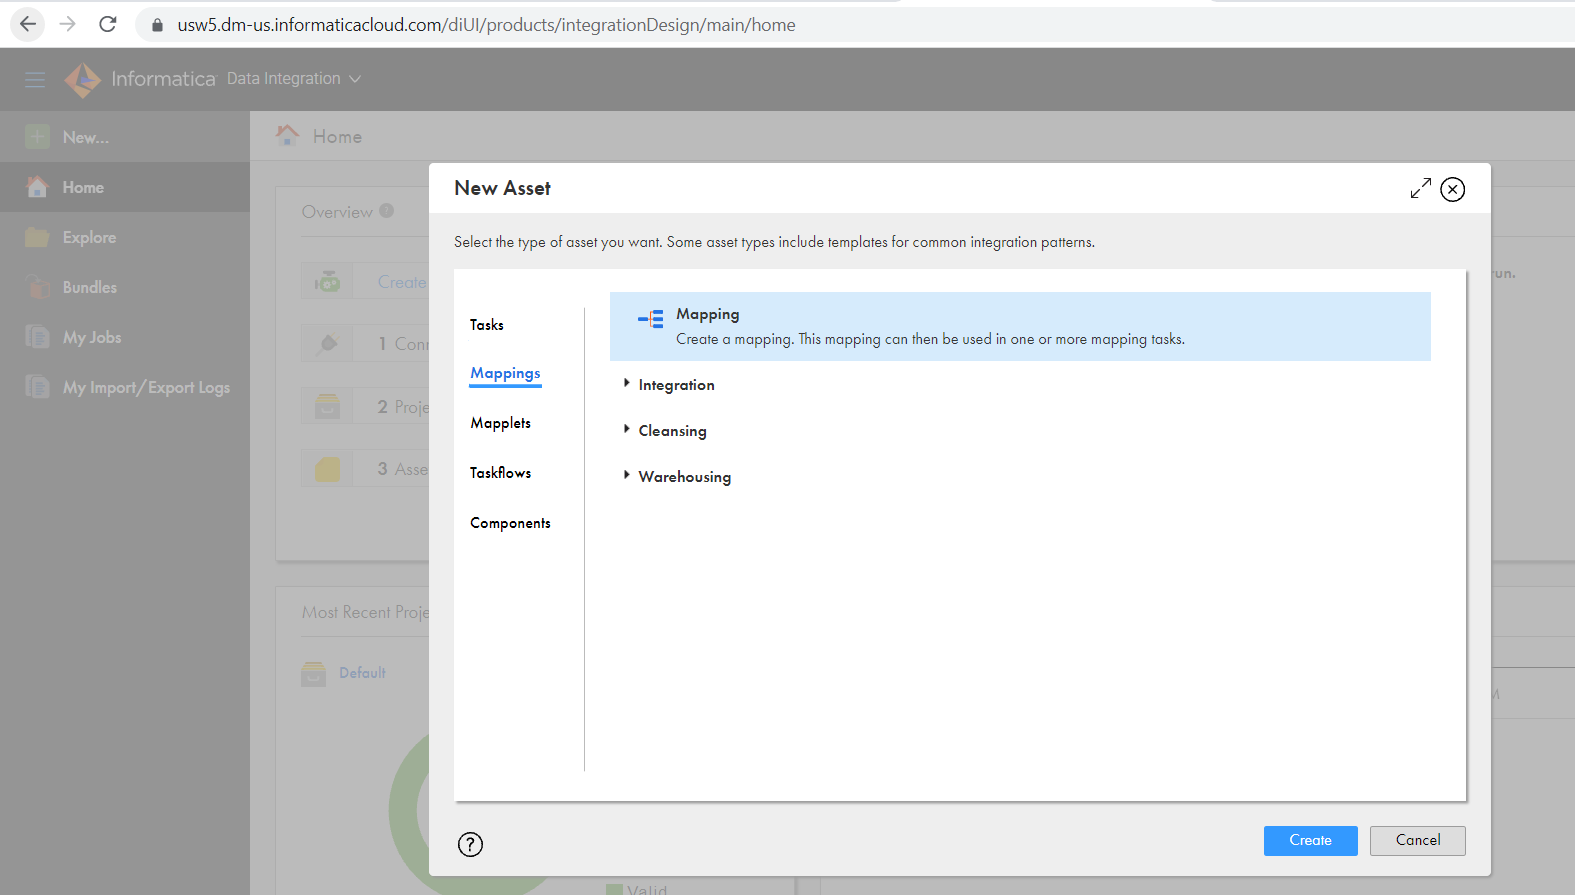 usw5.dm-us.informaticacloud.com/diUI/products/integrationDesign/main/home
Informatica Data Integration
New...
Home
Explore
Bundles
My Jobs
My Import/Export Logs
Home
Overview
Create
1
2
3
Most Recent
Default
Valid
run.
New Asset
Select the type of asset you want. Some asset types include templates for common integration patterns.
Tasks
Mappings
Mapplets
Taskflows
Components
Mapping
Create a mapping. This mapping can then be used in one or more mapping tasks.
Integration
Cleansing
Warehousing
?
Create
Cancel